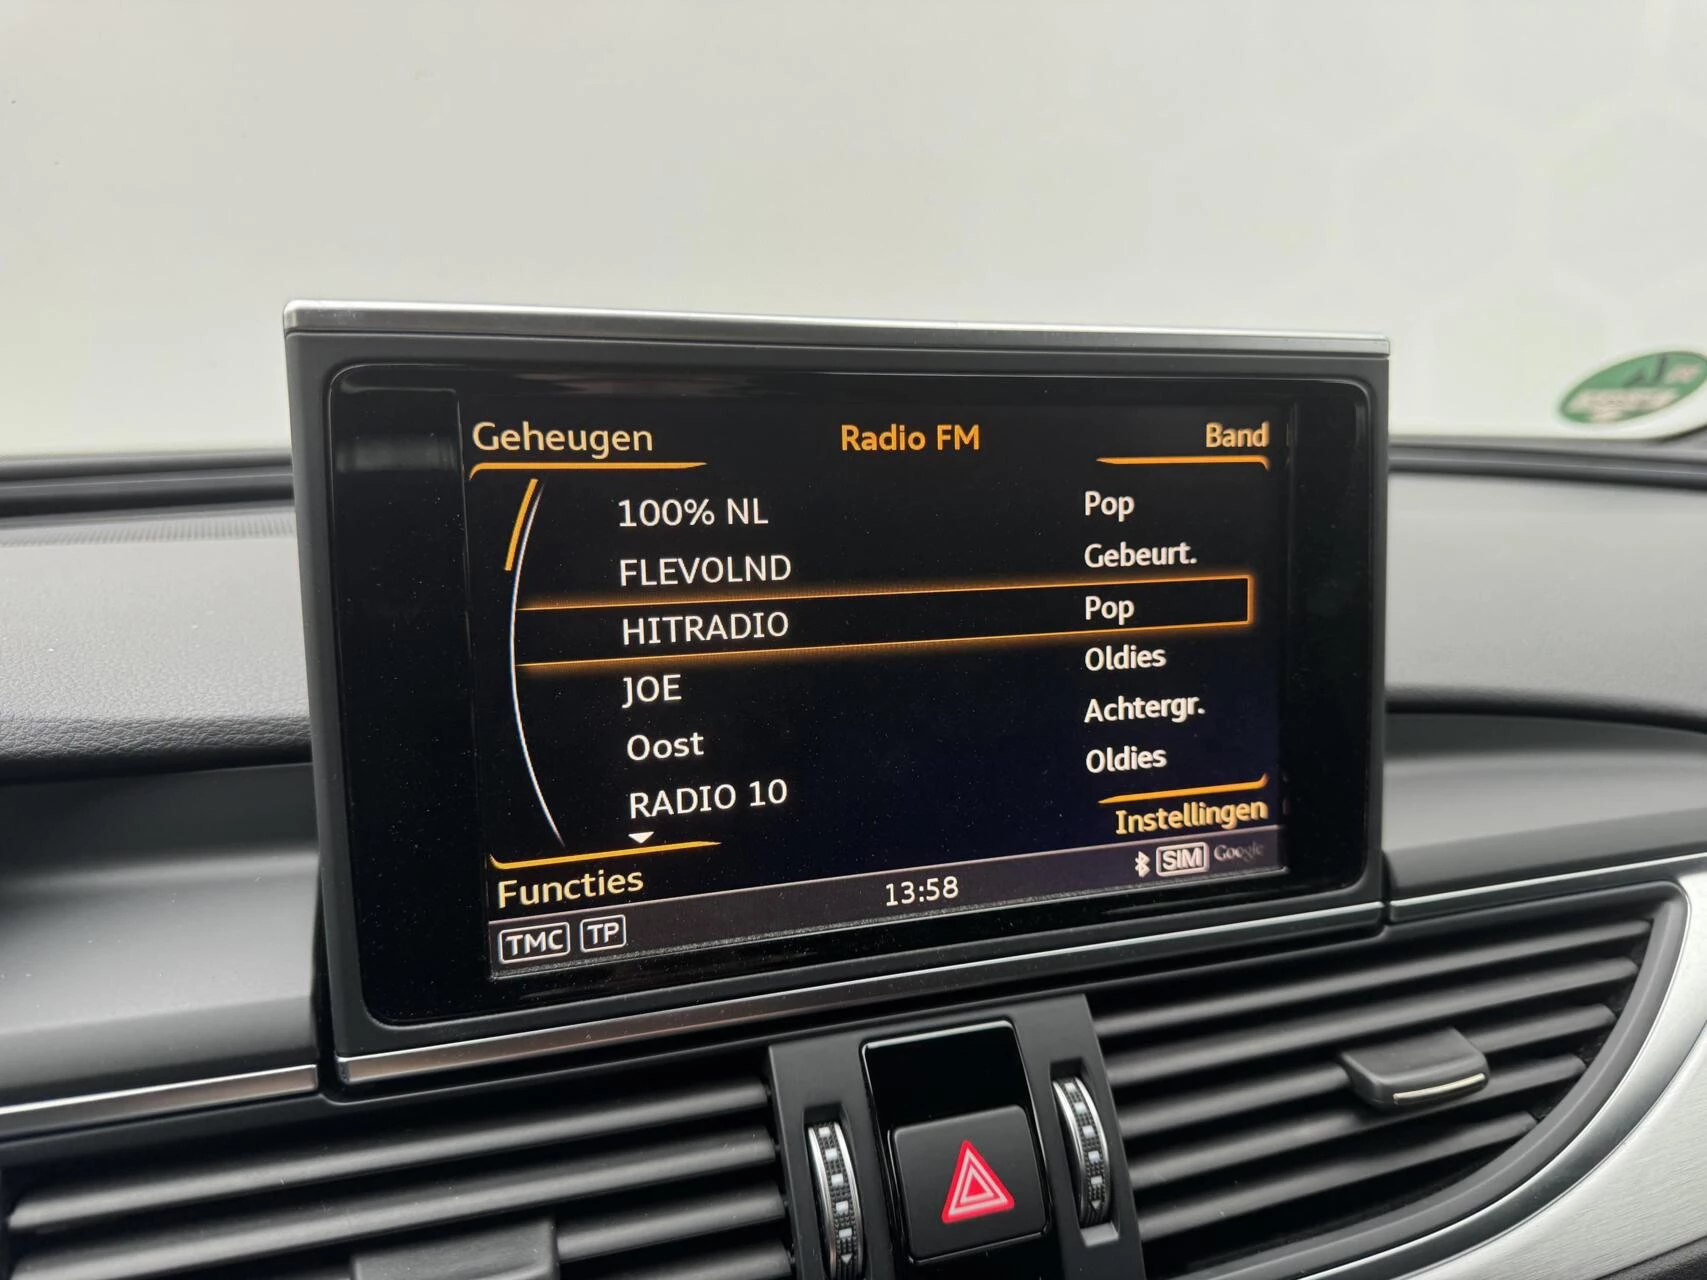 Geheugen Radio FM Band
100% NL Pop
FLEVOLND Gebeurt.
HITRADIO Pop
JOE Oldies
Oost Achtergr.
RADIO 10 Oldies
Instellingen
Functies 13:58 SIM Google
TMC TP